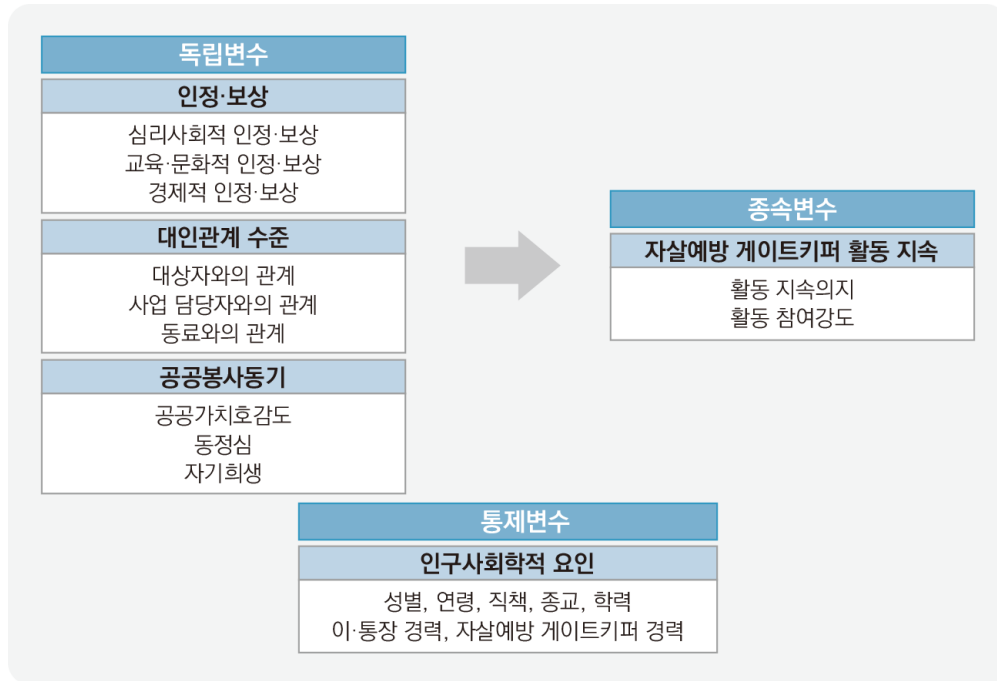 독립변수
인정·보상
심리사회적 인정·보상
교육·문화적 인정·보상
경제적 인정·보상
대인관계 수준
대상자와의 관계
사업 담당자와의 관계
동료와의 관계
공공봉사동기
공공가치호감도
동정심
자기희생
종속변수
자살예방 게이트키퍼 활동 지속
활동 지속의지
활동 참여강도
통제변수
인구사회학적 요인
성별, 연령, 직책, 종교, 학력
이·통장 경력, 자살예방 게이트키퍼 경력